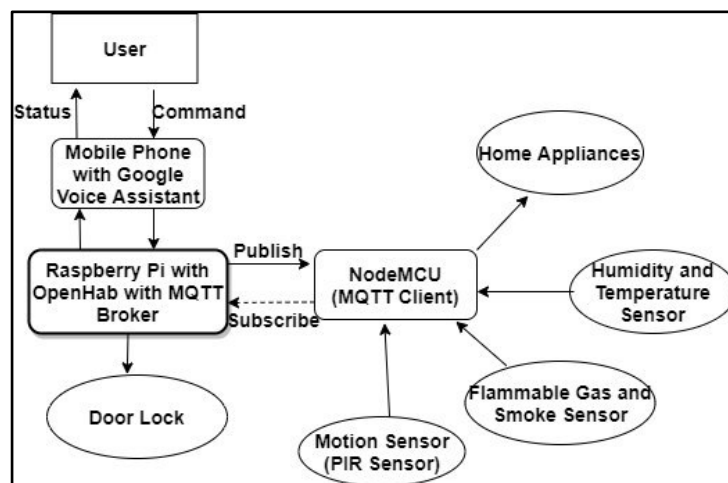 User
Status
Command
Mobile Phone
with Google
Voice Assistant
Home Appliances
Publish
Raspberry Pi with
OpenHab with MQTT
Broker
NodeMCU
(MQTT Client)
Subscribe
Humidity and
Temperature
Sensor
Door Lock
Flammable Gas and
Smoke Sensor
Motion Sensor
(PIR Sensor)